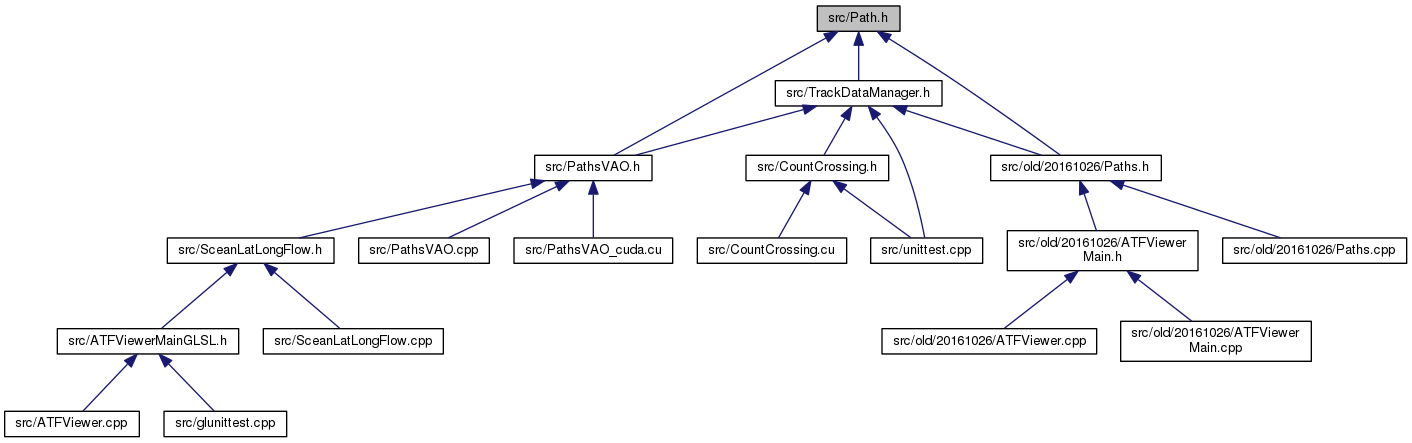 src/Path.h
src/TrackDataManager.h
src/PathsVAO.h
src/CountCrossing.h
src/old/20161026/Paths.h
src/SceanLatLongFlow.h
src/PathsVAO.cpp
src/PathsVAO_cuda.cu
src/CountCrossing.cu
src/unittest.cpp
src/old/20161026/ATFViewer
Main.h
src/old/20161026/Paths.cpp
src/ATFViewerMainGLSL.h
src/SceanLatLongFlow.cpp
src/old/20161026/ATFViewer.cpp
src/old/20161026/ATFViewer
Main.cpp
src/ATFViewer.cpp
src/glunittest.cpp